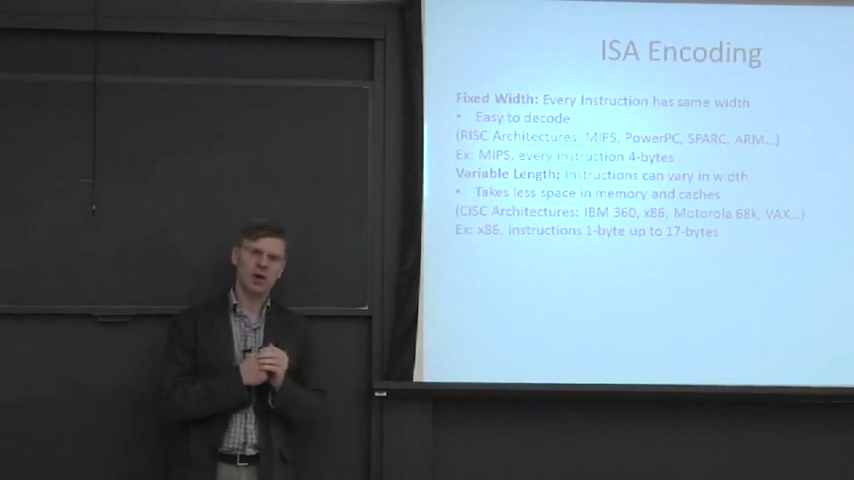 ISA Encoding
Fixed Width: Every Instruction has same width
• Easy to decode
(RISC Architectures: MIPS, PowerPC, SPARC, ARM...)
Ex: MIPS, every instruction 4-bytes
Variable Length: Instructions can vary in width
• Takes less space in memory and caches
(CISC Architectures: IBM 360, x86, Motorola 68k, VAX...)
Ex: x86, instructions 1-byte up to 17-bytes